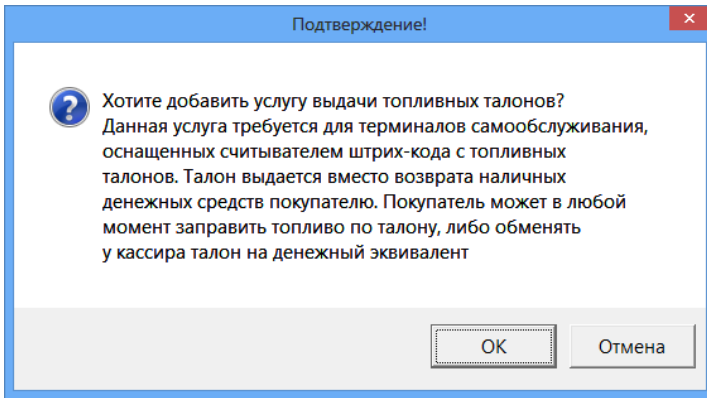 Подтверждение!
Хотите добавить услугу выдачи топливных талонов?
Данная услуга требуется для терминалов самообслуживания,
оснащенных считывателем штрих-кода с топливных
талонов. Талон выдается вместо возврата наличных
денежных средств покупателю. Покупатель может в любой
момент заправить топливо по талону, либо обменять
у кассира талон на денежный эквивалент
OK
Отмена